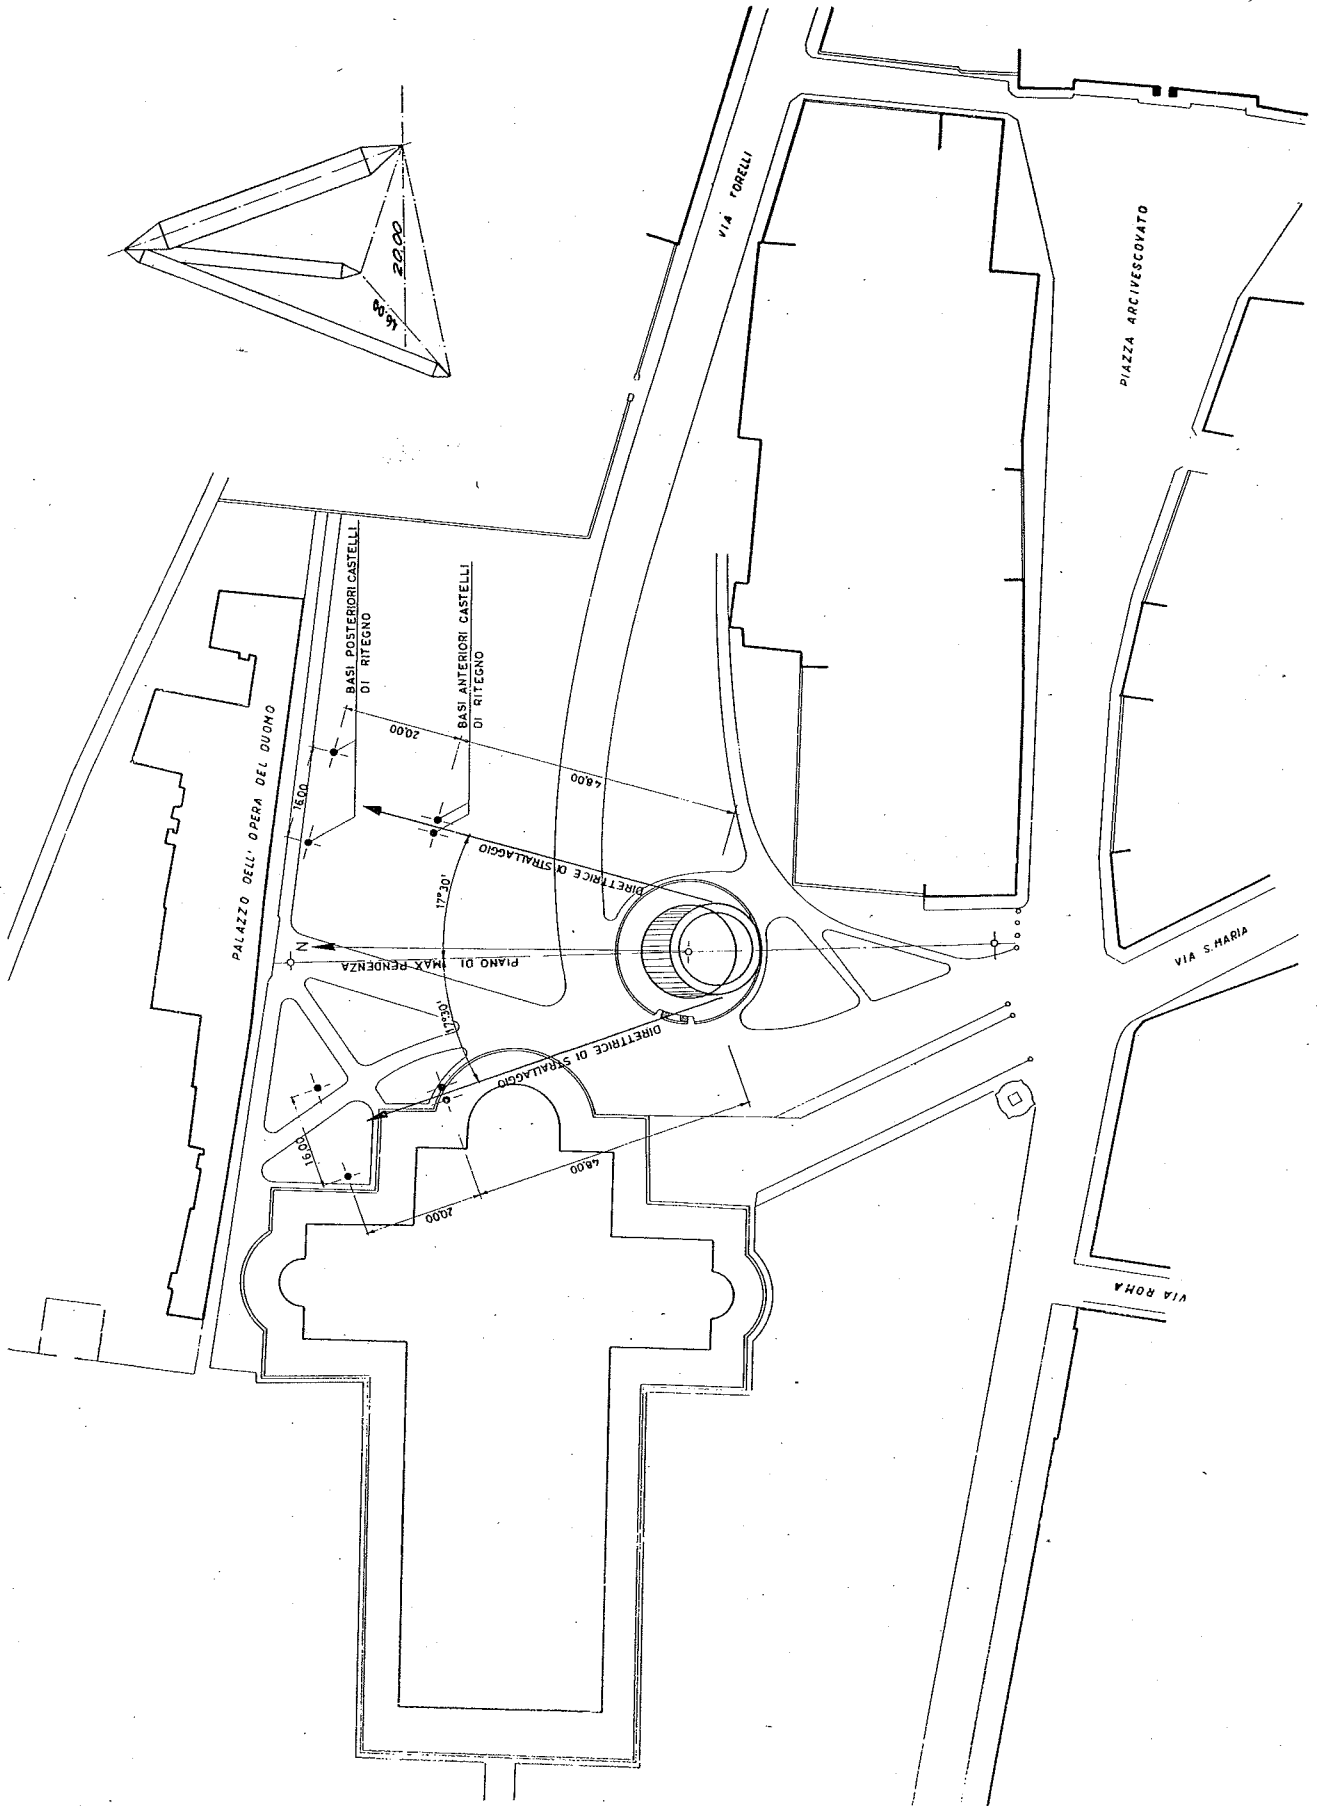 20.00
16.00
VIA TORELLI
PIAZZA ARCIVESCOVATO
BASI POSTERIORI CASTELLI
DI RITEGNO
BASI ANTERIORI CASTELLI
DI RITEGNO
PALAZZO DELL' OPERA DEL DUOMO
20.00
48.00
16.00
DIRETTRICE DI STRALLAGGIO
17°30'
N
PIANO DI MAX PENDENZA
17°30'
DIRETTRICE DI STRALLAGGIO
16.00
20.00
48.00
VIA S. MARIA
VIA ROMA